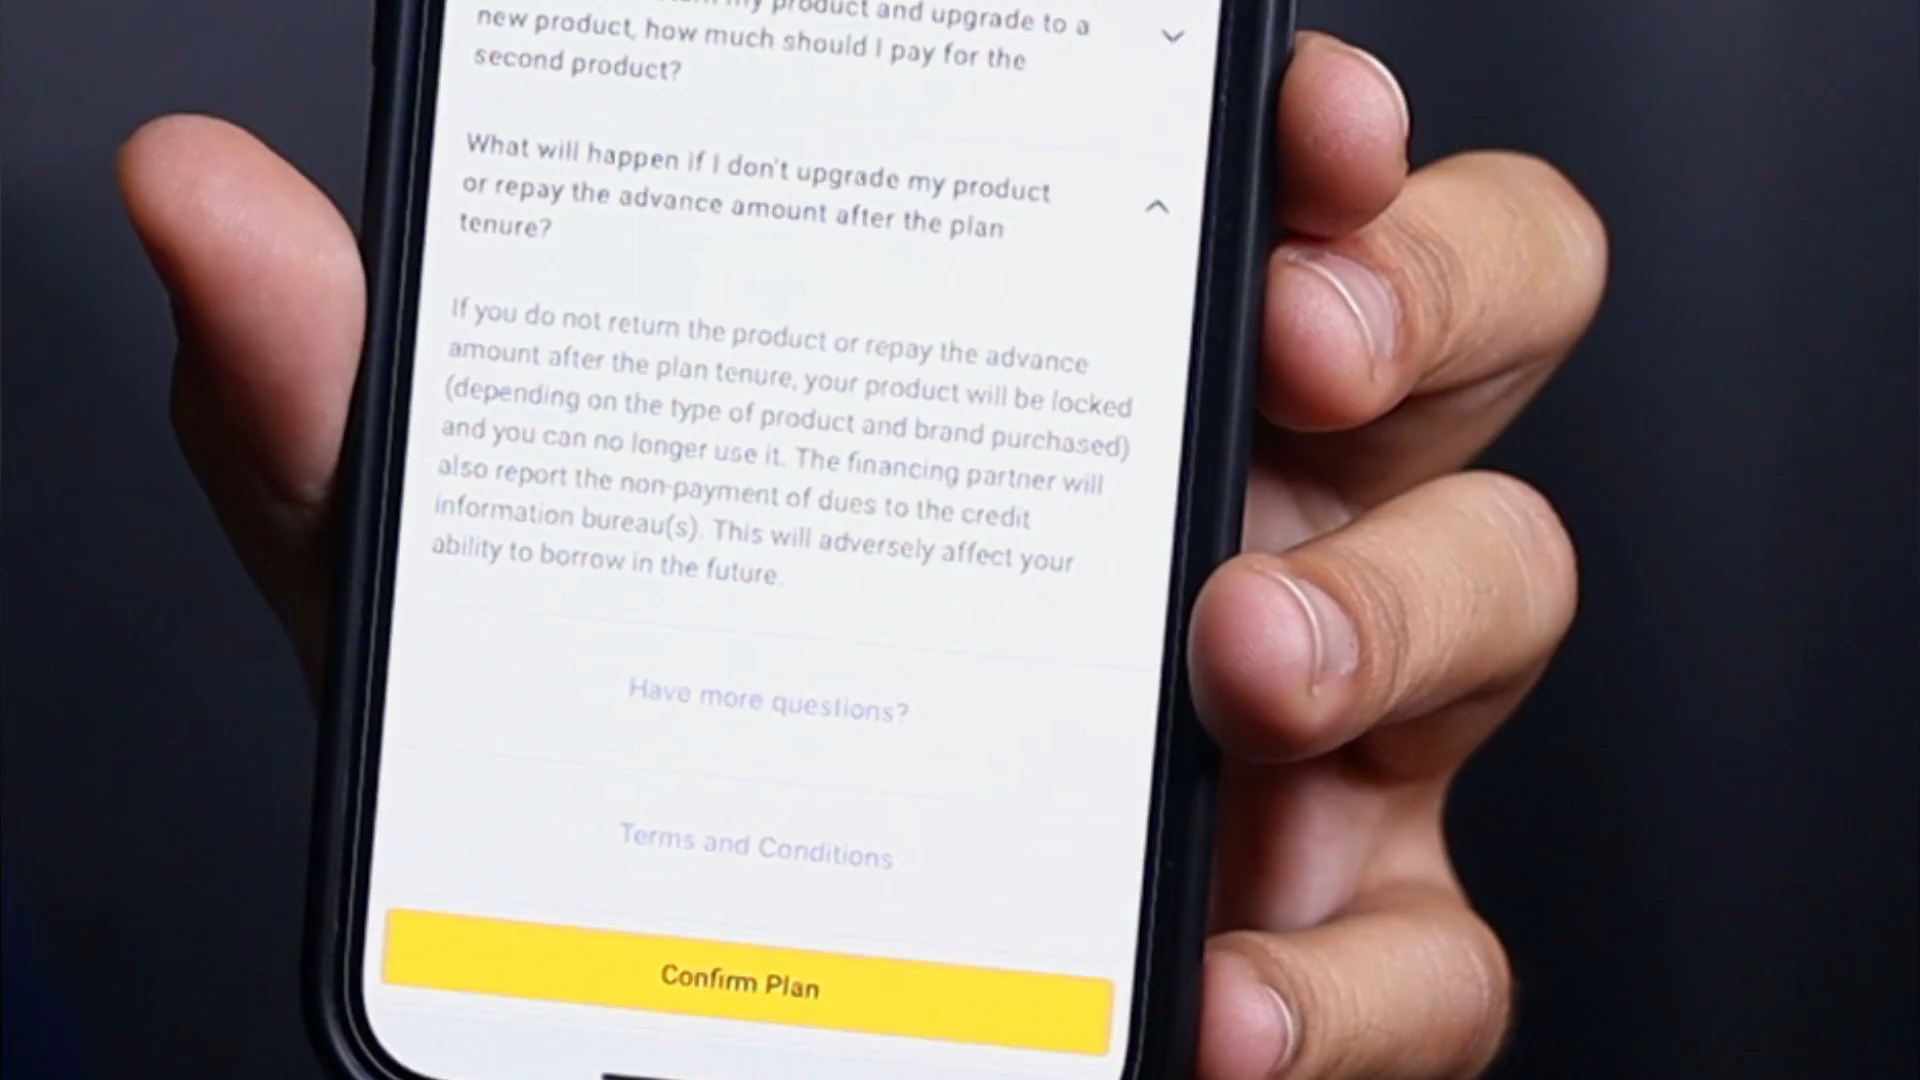 my product and upgrade to a
new product, how much should I pay for the
second product?
What will happen if I don't upgrade my product
or repay the advance amount after the plan
tenure?
If you do not return the product or repay the advance
amount after the plan tenure, your product will be locked
(depending on the type of product and brand purchased)
and you can no longer use it. The financing partner will
also report the non-payment of dues to the credit
information bureau(s). This will adversely affect your
ability to borrow in the future.
Have more questions?
Terms and Conditions
Confirm Plan